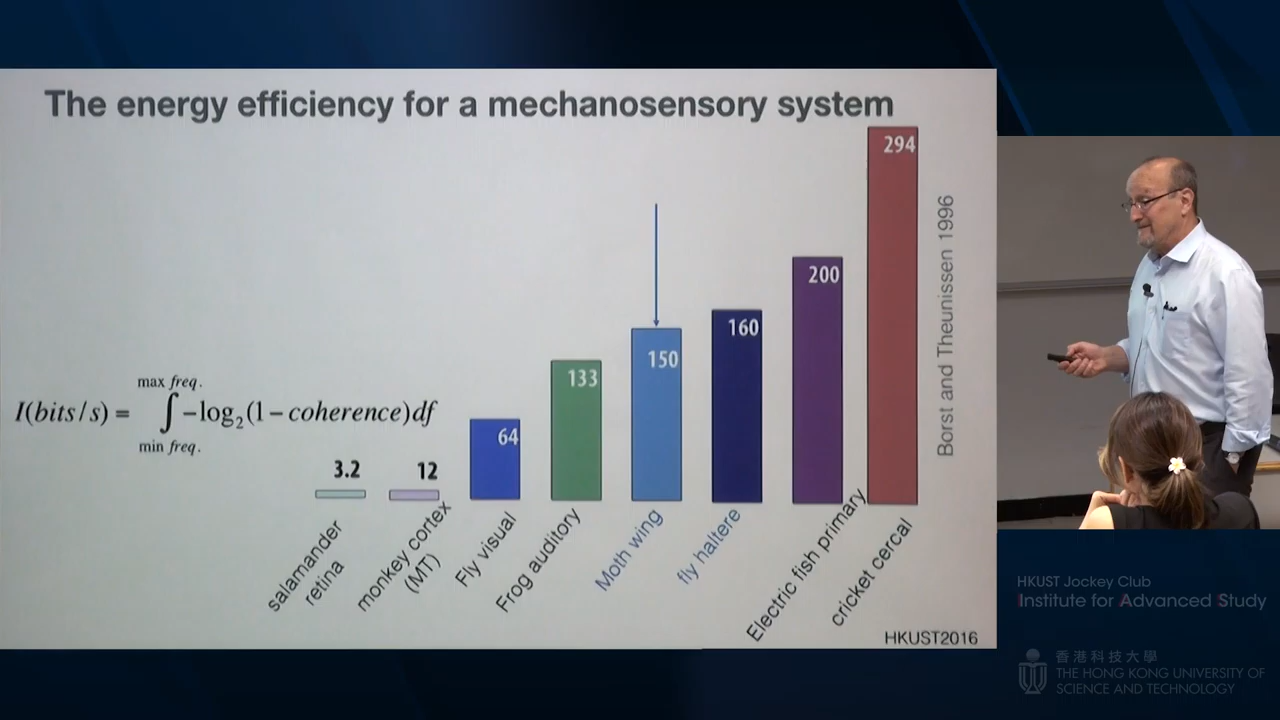 The energy efficiency for a mechanosensory system
294
200
160
150
133
64
12
3.2
max freq.
I(bits/s) = ∫ -log₂(1-coherence)df
min freq.
salamander
retina
monkey cortex
(MT)
Fly visual
Frog auditory
Moth wing
fly haltere
Electric fish primary
cricket cercal
Borst and Theunissen 1996
HKUST2016
HKUST Jockey Club
Institute for Advanced Study
香港科技大學
THE HONG KONG UNIVERSITY OF
SCIENCE AND TECHNOLOGY